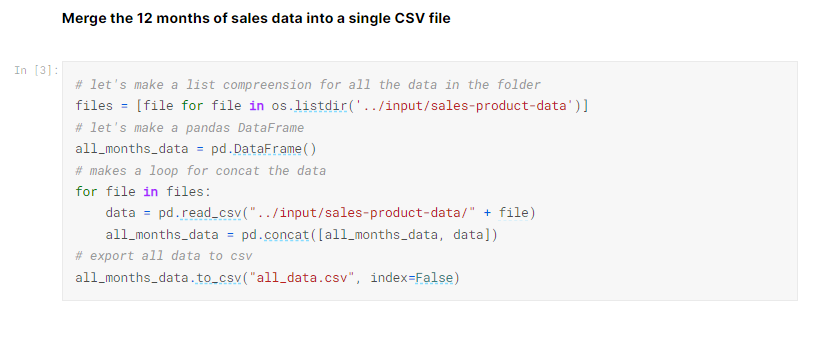 Merge the 12 months of sales data into a single CSV file
In [3]:
# let's make a list compreension for all the data in the folder
files = [file for file in os.listdir('../input/sales-product-data')]
# let's make a pandas DataFrame
all_months_data = pd.DataFrame()
# makes a loop for concat the data
for file in files:
    data = pd.read_csv("../input/sales-product-data/" + file)
    all_months_data = pd.concat([all_months_data, data])
# export all data to csv
all_months_data.to_csv("all_data.csv", index=False)